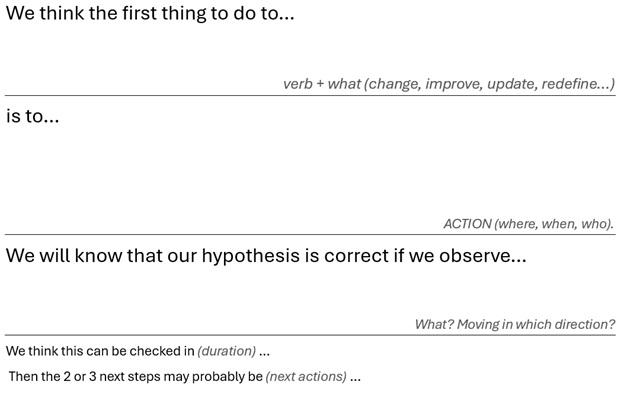 We think the first thing to do to...
verb + what (change, improve, update, redefine...)
is to...
ACTION (where, when, who).
We will know that our hypothesis is correct if we observe...
What? Moving in which direction?
We think this can be checked in (duration) ...
Then the 2 or 3 next steps may probably be (next actions) ...